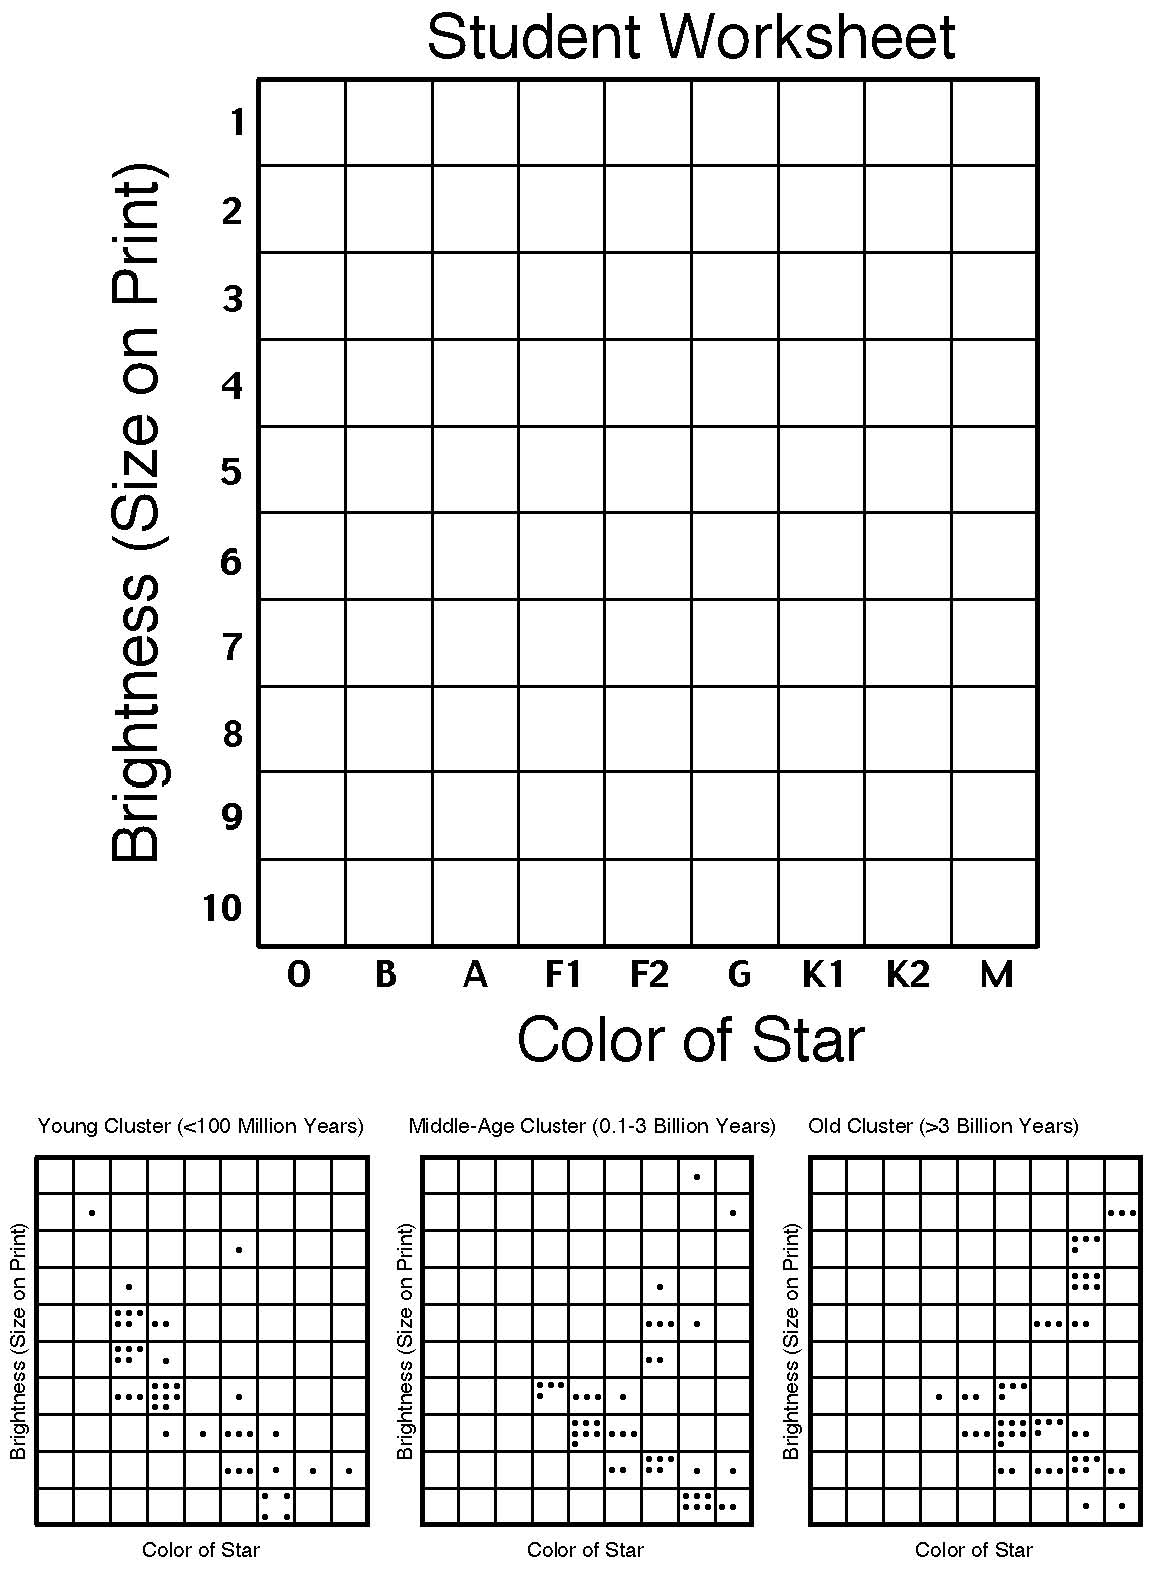 Student Worksheet
Brightness (Size on Print)
1
2
3
4
5
6
7
8
9
10
O B A F1 F2 G K1 K2 M
Color of Star
Young Cluster (<100 Million Years)
Brightness (Size on Print)
Color of Star
Middle-Age Cluster (0.1-3 Billion Years)
Brightness (Size on Print)
Color of Star
Old Cluster (>3 Billion Years)
Brightness (Size on Print)
Color of Star